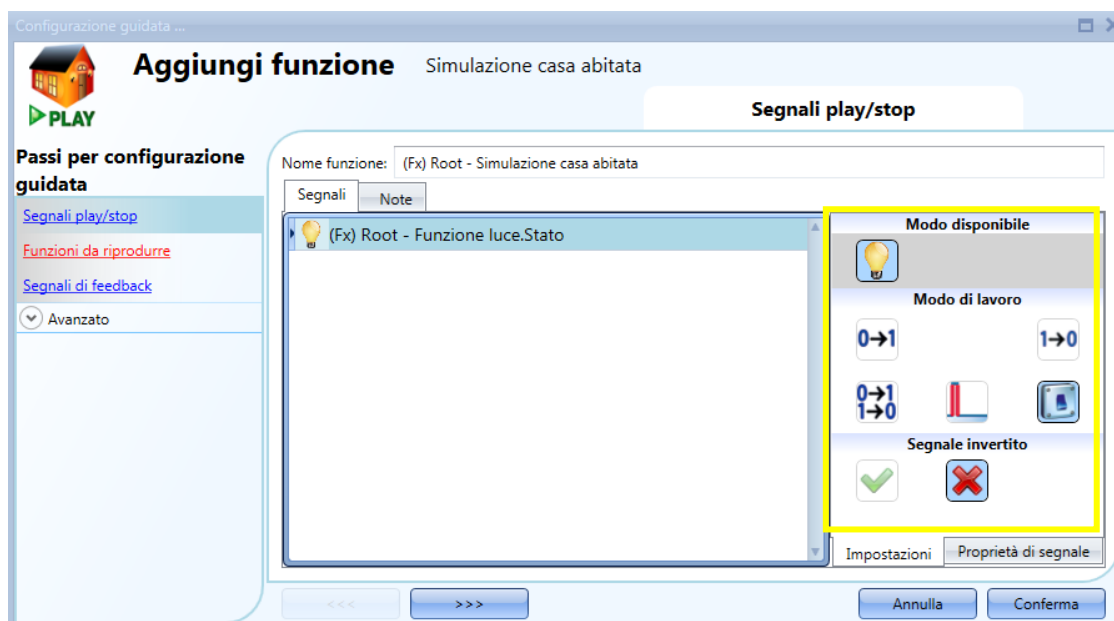 Configurazione guidata ...
Aggiungi funzione Simulazione casa abitata
PLAY
Segnali play/stop
Passi per configurazione
guidata
Segnali play/stop
Funzioni da riprodurre
Segnali di feedback
Avanzato
Nome funzione: (Fx) Root - Simulazione casa abitata
Segnali Note
(Fx) Root - Funzione luce.Stato
Modo disponibile
Modo di lavoro
0→1 1→0
0→1
1→0
Segnale invertito
Impostazioni Proprietà di segnale
<<< >>> Annulla Conferma